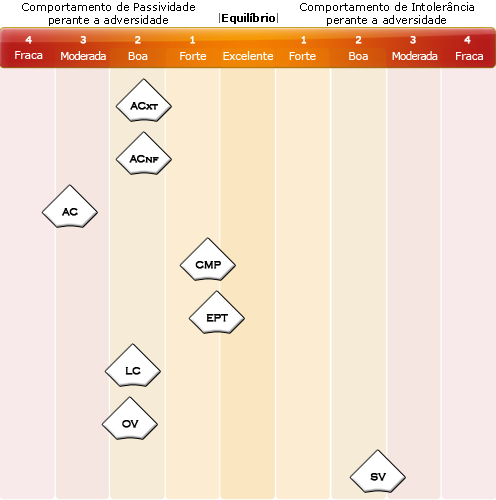 Comportamento de Passividade
perante a adversidade
|Equilíbrio|
Comportamento de Intolerância
perante a adversidade
4 3 2 1 1 2 3 4
Fraca Moderada Boa Forte Excelente Forte Boa Moderada Fraca
ACXT
ACNF
AC
CMP
EPT
LC
OV
SV